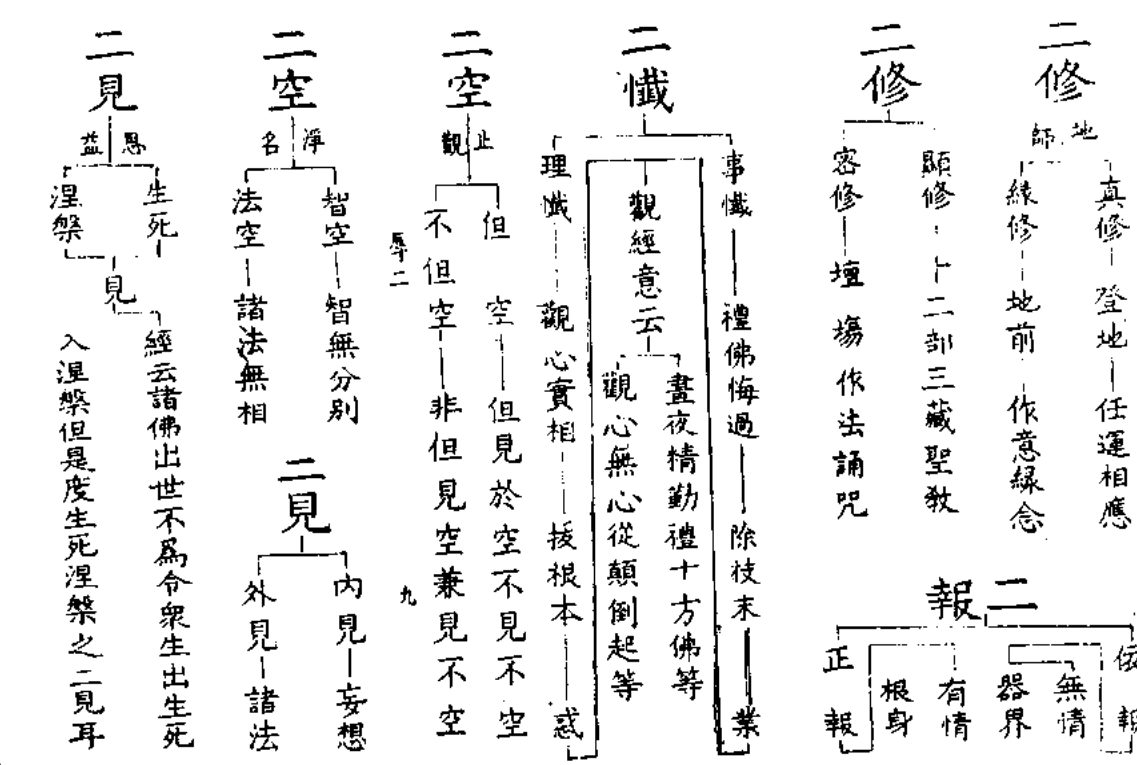 二修
地師
真修 登地 任運相應
緣修 地前 作意緣念
二修
顯修 十二部三藏聖教
密修 壇場作法誦咒
二報
依報
無情
器界
有情
根身
正報
二懺
事懺 禮佛悔過 除枝末 業
觀經意云
晝夜精勤禮十方佛等
觀心無心從顛倒起等
理懺 觀心實相 拔根本 惑
二空
止觀
但空 但見於空不見不空
不但空 非但見空兼見不空
辱二
九
二空
淨名
智空 智無分別
法空 諸法無相
二見
內見 妄想
外見 諸法
二見
思益
生死
涅槃
見
經云諸佛出世不為令眾生出生死
入涅槃但是度生死涅槃之二見耳